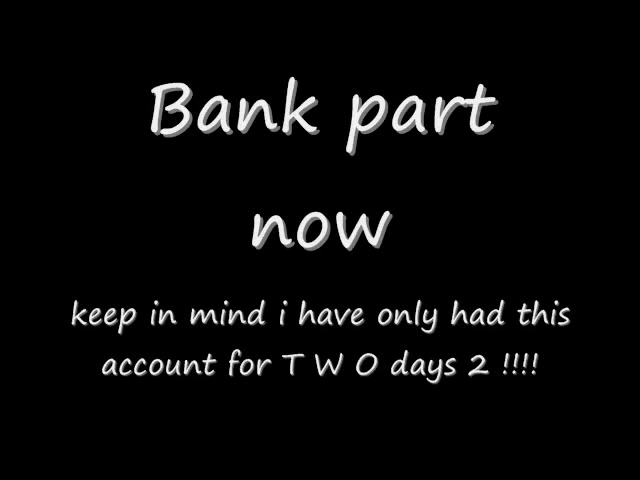 Bank part
now
keep in mind i have only had this
account for T W O days 2 !!!!